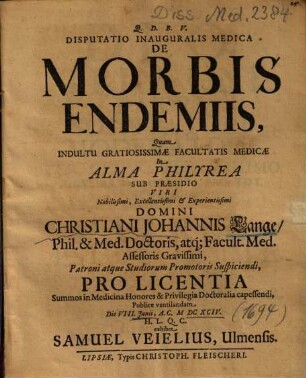 Diss. Med. 2384.
Q. D. B. V.
DISPUTATIO INAUGURALIS MEDICA
DE
MORBIS
ENDEMIIS,
Quam
INDULTU GRATIOSISSIMÆ FACULTATIS MEDICÆ
In
ALMA PHILYREA
SUB PRÆSIDIO
VIRI
Nobilissimi, Excellentissimi & Experientissimi
DOMINI
CHRISTIANI JOHANNIS Lange/
Phil. & Med. Doctoris, atq; Facult. Med.
Assessoris Gravissimi,
Patroni atque Studiorum Promotoris Suspiciendi,
PRO LICENTIA
Summos in Medicina Honores & Privilegia Doctoralia capessendi,
Publice ventilandam
Die VIII. Junii, A. C. M DC XCIV.
(1694)
H. L. Q. C.
exhibet
SAMUEL VEIELIUS, Ulmensis.
LIPSIÆ, Typis CHRISTOPH. FLEISCHERI.